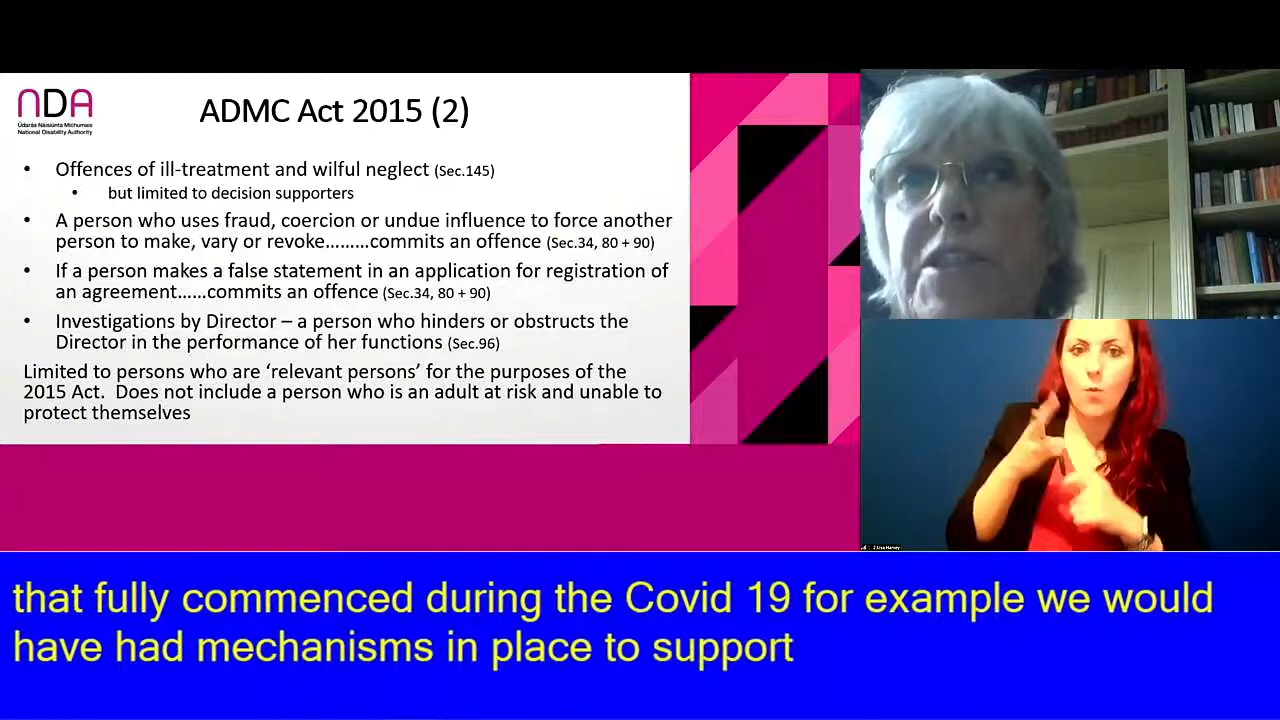 NDA
Údarás Náisiúnta Míchumais
National Disability Authority
ADMC Act 2015 (2)
• Offences of ill-treatment and wilful neglect (Sec.145)
• but limited to decision supporters
• A person who uses fraud, coercion or undue influence to force another
person to make, vary or revoke………commits an offence (Sec.34, 80 + 90)
• If a person makes a false statement in an application for registration of
an agreement……commits an offence (Sec.34, 80 + 90)
• Investigations by Director – a person who hinders or obstructs the
Director in the performance of her functions (Sec.96)
Limited to persons who are ‘relevant persons’ for the purposes of the
2015 Act.  Does not include a person who is an adult at risk and unable to
protect themselves
that fully commenced during the Covid 19 for example we would
have had mechanisms in place to support